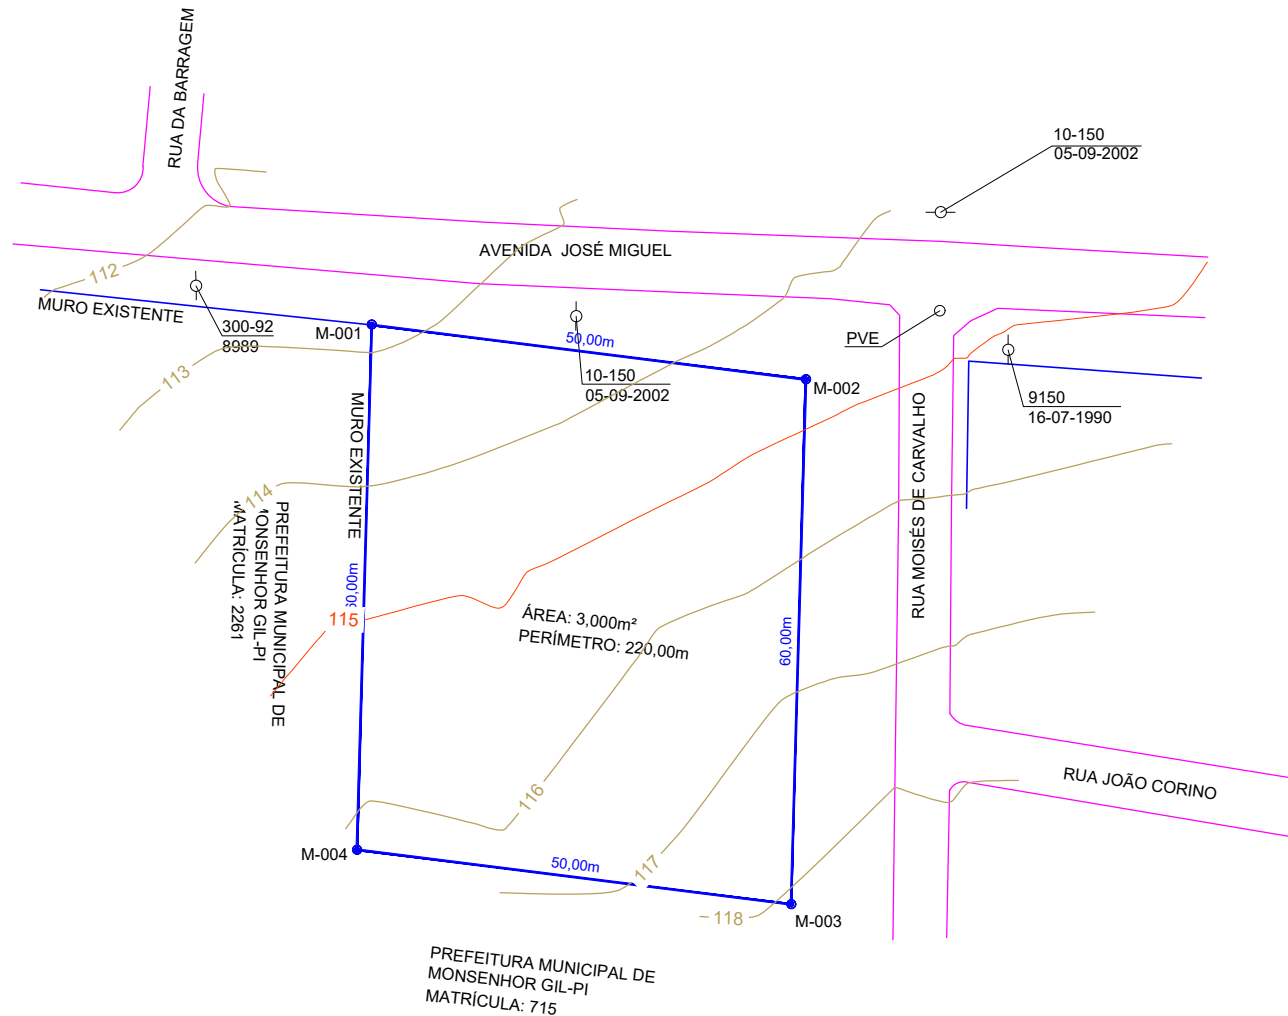 RUA DA BARRAGEM
10-150
05-09-2002
AVENIDA  JOSÉ MIGUEL
112
MURO EXISTENTE
300-92
8989
M-001
50,00m
PVE
113
10-150
05-09-2002
M-002
9150
16-07-1990
MURO EXISTENTE
RUA MOISÉS DE CARVALHO
114
PREFEITURA MUNICIPAL DE
MONSENHOR GIL-PI
MATRÍCULA: 2261
60,00m
115
ÁREA: 3,000m²
PERÍMETRO: 220,00m
60,00m
116
RUA JOÃO CORINO
M-004
50,00m
117
118
M-003
PREFEITURA MUNICIPAL DE
MONSENHOR GIL-PI
MATRÍCULA: 715